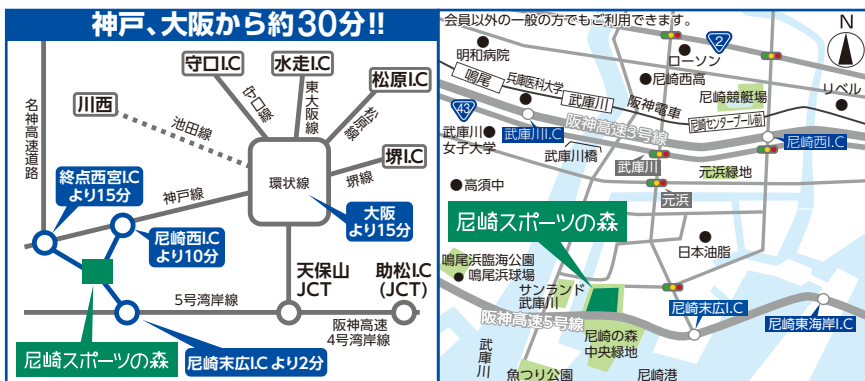 神戸、大阪から約30分!!
守口I.C
水走I.C
松原I.C
川西
名神高速道路
池田線
守口線
東大阪線
松原線
堺I.C
堺線
環状線
神戸線
終点西宮I.C
より15分
尼崎西I.C
より10分
大阪
より15分
天保山
JCT
助松I.C
(JCT)
5号湾岸線
阪神高速
4号湾岸線
尼崎スポーツの森
尼崎末広I.C より2分
会員以外の一般の方でもご利用できます。
N
2
明和病院
ローソン
尼崎西高
鳴尾
兵庫医科大学
武庫川
阪神電車
尼崎競艇場
リベル
43
阪神高速3号線
尼崎センタープール前
武庫川
女子大学
武庫川I.C
尼崎西I.C
武庫川橋
武庫川
元浜緑地
高須中
元浜
尼崎スポーツの森
日本油脂
鳴尾浜臨海公園
鳴尾浜球場
サンランド
武庫川
阪神高速5号線
尼崎末広I.C
尼崎東海岸I.C
尼崎の森
中央緑地
武庫川
魚つり公園
尼崎港